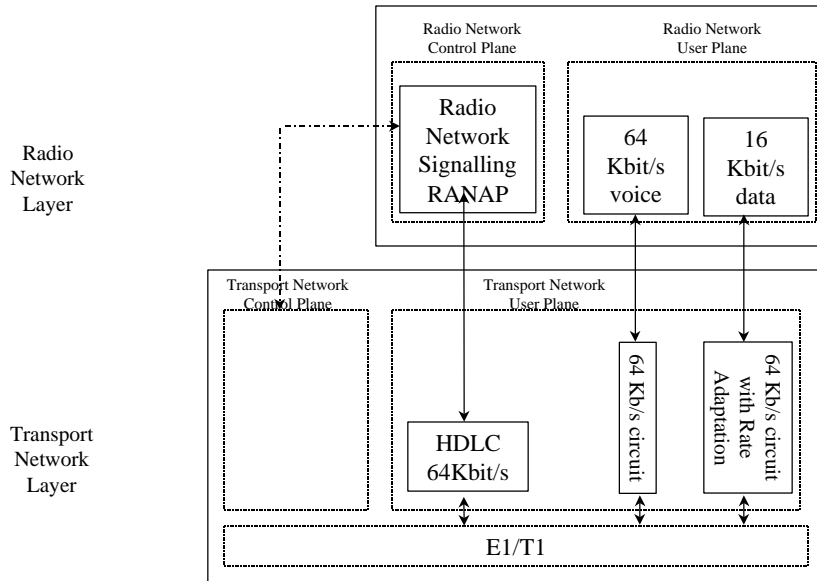 Radio Network
Control Plane
Radio Network
User Plane
Radio
Network
Signalling
RANAP
64
Kbit/s
voice
16
Kbit/s
data
Radio
Network
Layer
Transport Network
Control Plane
Transport Network
User Plane
64 Kb/s circuit
64 Kb/s circuit
with Rate
Adaptation
HDLC
64Kbit/s
Transport
Network
Layer
E1/T1